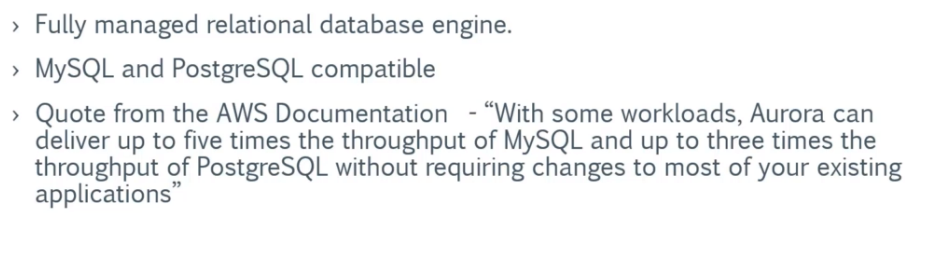 › Fully managed relational database engine.
› MySQL and PostgreSQL compatible
› Quote from the AWS Documentation - “With some workloads, Aurora can
deliver up to five times the throughput of MySQL and up to three times the
throughput of PostgreSQL without requiring changes to most of your existing
applications”